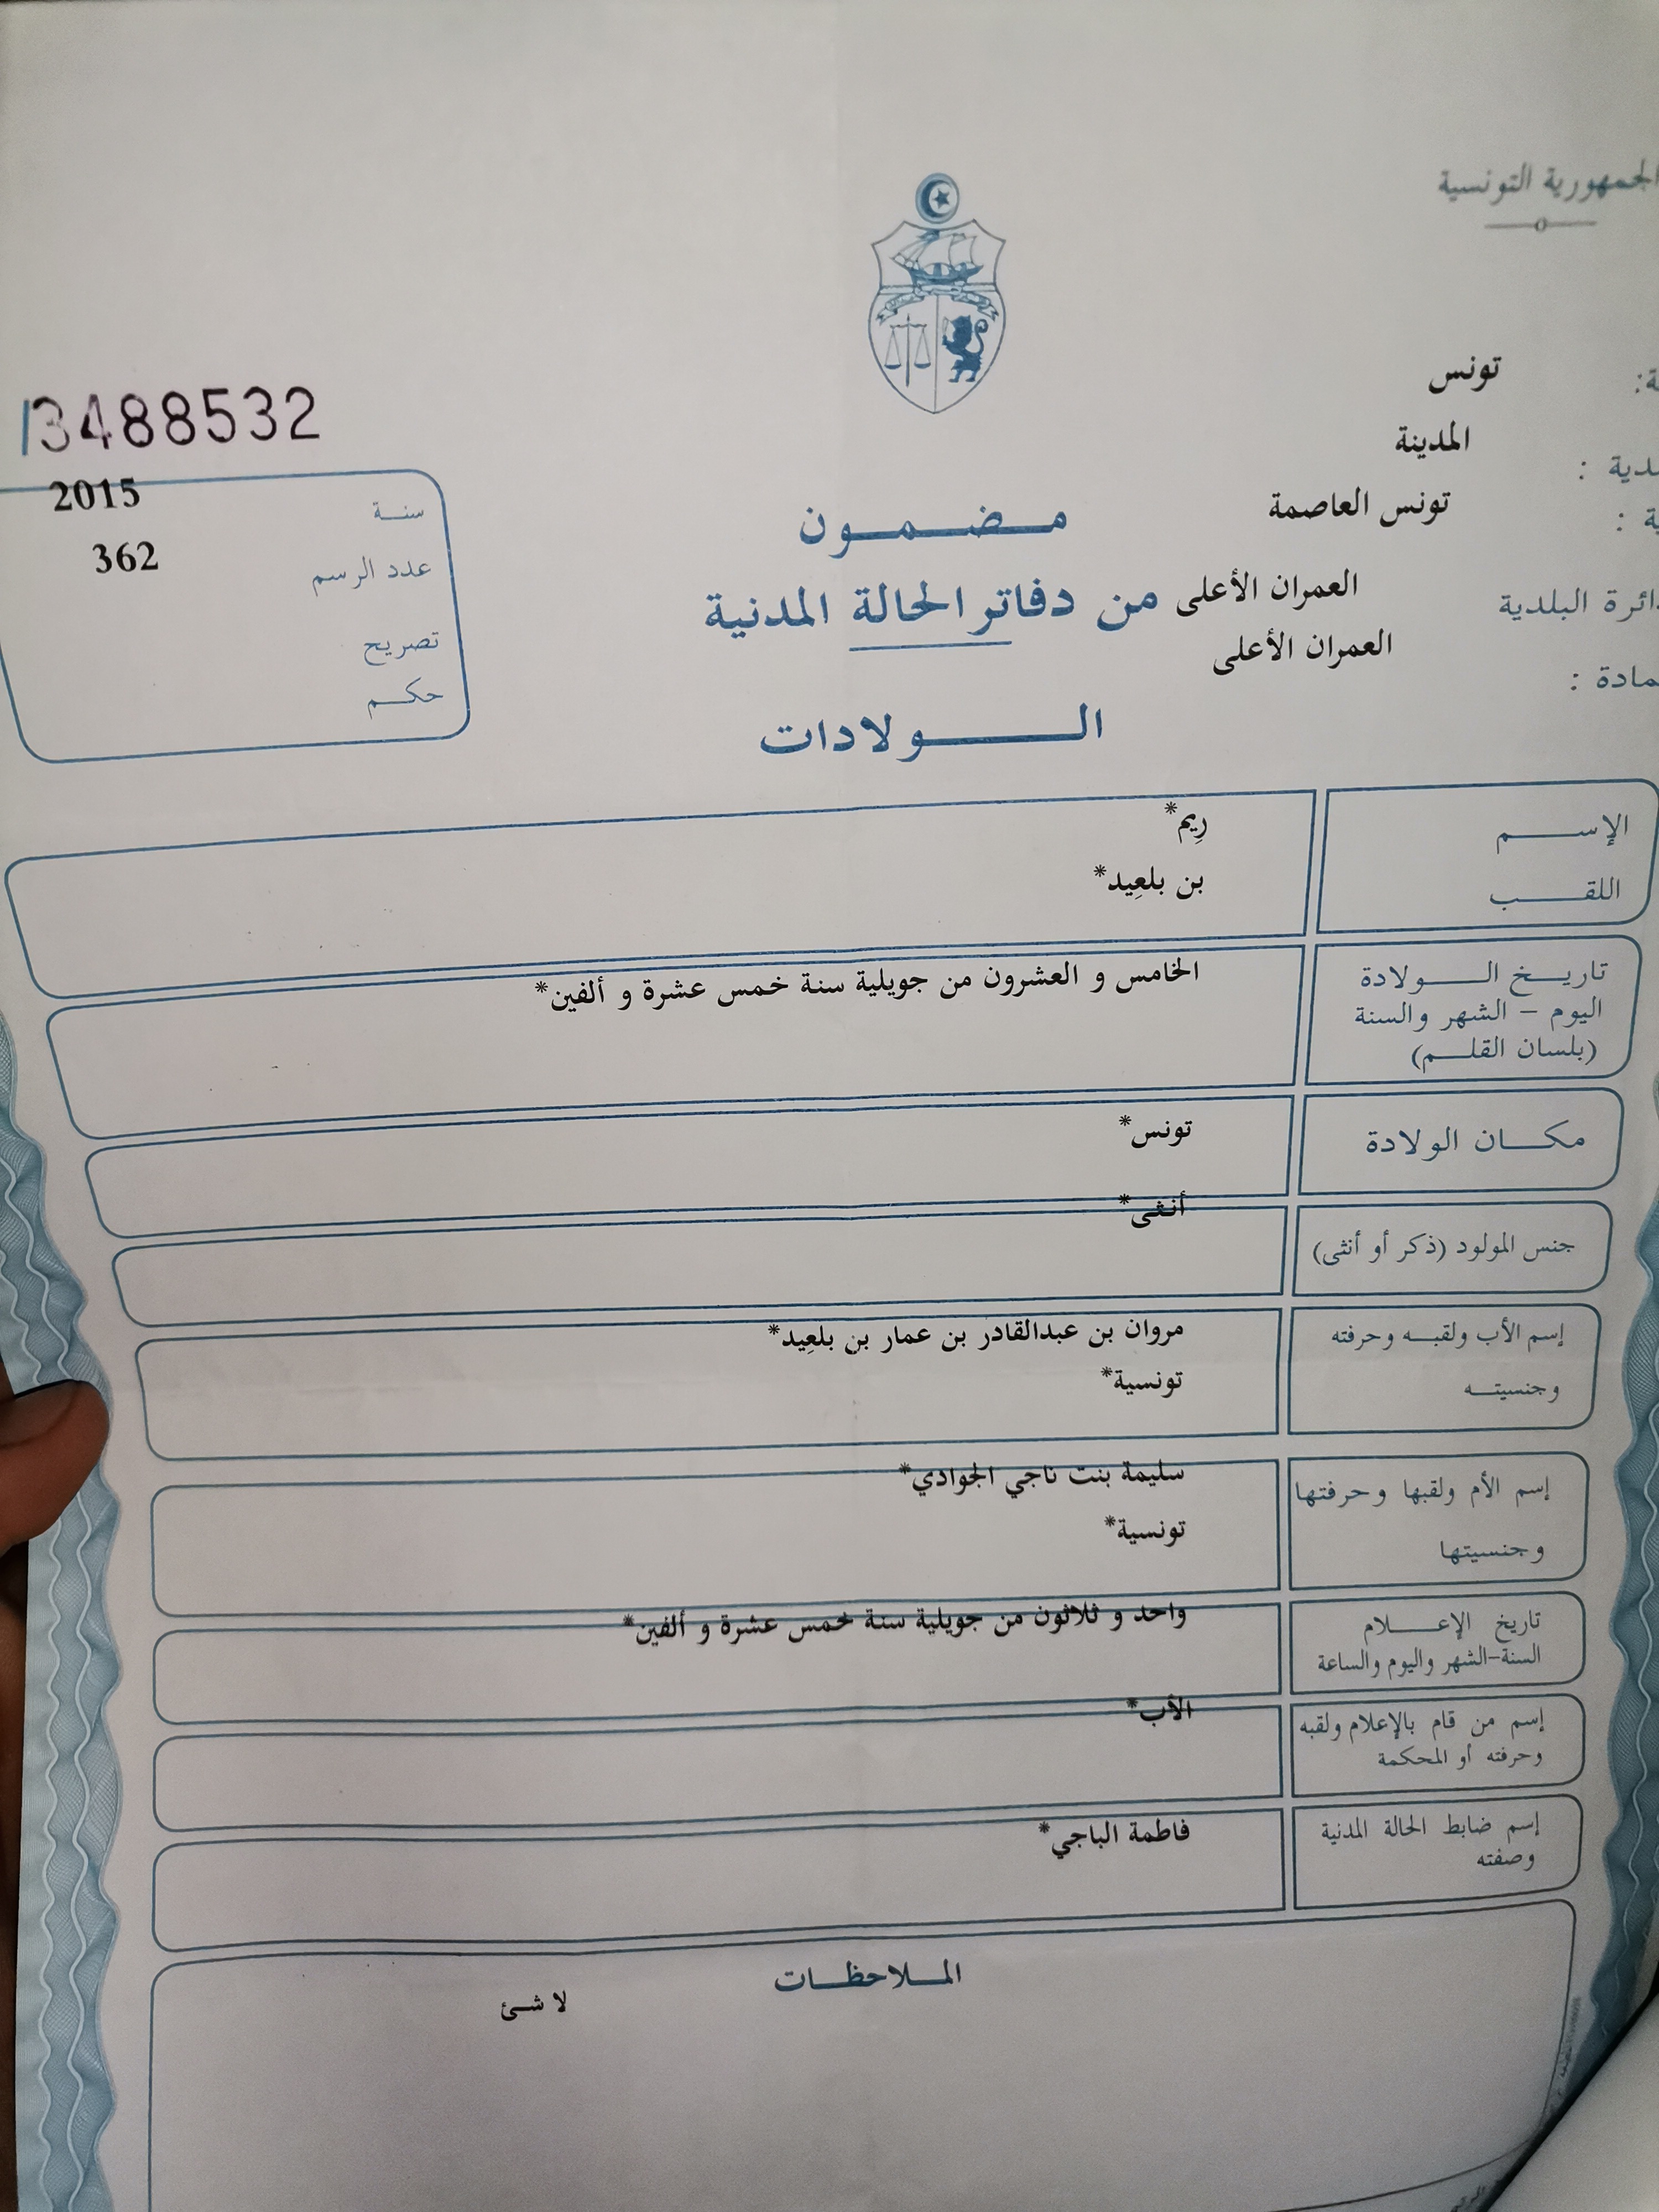 الجمهورية التونسية
تونس
المدينة
تونس العاصمة
العمران الأعلى
العمران الأعلى
3488532
سنة 2015
عدد الرسم 362
تصريح
حكم
مضمون
من دفاتر الحالة المدنية
الولادات
الإسم رِيم*
اللقب بن بلعِيد*
تاريخ الولادة الخامس و العشرون من جويلية سنة خمس عشرة و ألفين*
اليوم – الشهر والسنة
(بلسان القلم)
مكان الولادة تونس*
جنس المولود (ذكر أو أنثى) أنثى*
إسم الأب ولقبه وحرفته مروان بن عبدالقادر بن عمار بن بلعِيد*
وجنسيته تونسية*
إسم الأم ولقبها وحرفتها سليمة بنت ناجي الجوادي*
وجنسيتها تونسية*
تاريخ الإعلام واحد و ثلاثون من جويلية سنة خمس عشرة و ألفين*
السنة-الشهر واليوم والساعة
إسم من قام بالإعلام ولقبه الأب*
وحرفته أو المحكمة
إسم ضابط الحالة المدنية فاطمة الباجي*
وصفته
الملاحظات
لا شئ